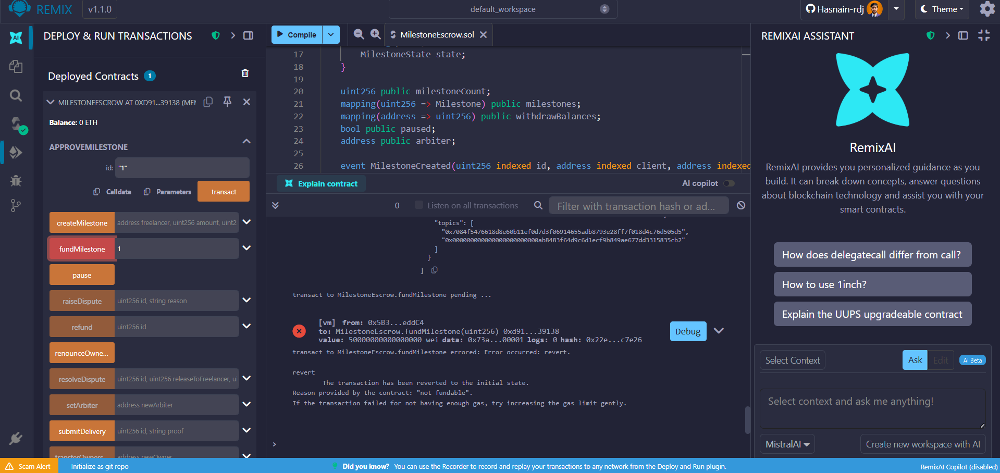 REMIX
v1.1.0
default_workspace
Hasnain-rdj
Theme
DEPLOY & RUN TRANSACTIONS
Deployed Contracts 1
MILESTONEESCROW AT 0XD91...39138 (MEM
Balance: 0 ETH
APPROVEMILESTONE
id: "1"
Calldata Parameters transact
createMilestone address freelancer, uint256 amount, uint2
fundMilestone 1
pause
raiseDispute uint256 id, string reason
refund uint256 id
renounceOwne...
resolveDispute uint256 id, uint256 releaseToFreelancer, u
setArbiter address newArbiter
submitDelivery uint256 id, string proof
transferOwners... address newOwner
Compile
MilestoneEscrow.sol
17 MilestoneState state;
18 }
19
20 uint256 public milestoneCount;
21 mapping(uint256 => Milestone) public milestones;
22 mapping(address => uint256) public withdrawBalances;
23 bool public paused;
24 address public arbiter;
25
26 event MilestoneCreated(uint256 indexed id, address indexed client, address indexed
Explain contract
AI copilot
0 Listen on all transactions Filter with transaction hash or ad...
"topics": [
"0x7084f5476618d8e60b11ef0d7d3f06914655adb8793e28ff7f018d4c76d505d5",
"0x000000000000000000000000ab8483f64d9c6d1ecf9b849ae677dd3315835cb2"
]
}
]
transact to MilestoneEscrow.fundMilestone pending ...
[vm] from: 0x5B3...eddC4
to: MilestoneEscrow.fundMilestone(uint256) 0xd91...39138
value: 50000000000000000 wei data: 0x73a...00001 logs: 0 hash: 0x22e...c7e26
Debug
transact to MilestoneEscrow.fundMilestone errored: Error occurred: revert.
revert
The transaction has been reverted to the initial state.
Reason provided by the contract: "not fundable".
If the transaction failed for not having enough gas, try increasing the gas limit gently.
>
REMIXAI ASSISTANT
RemixAI
RemixAI provides you personalized guidance as you
build. It can break down concepts, answer questions
about blockchain technology and assist you with your
smart contracts.
How does delegatecall differ from call?
How to use 1inch?
Explain the UUPS upgradeable contract
Select Context
Ask Edit AI Beta
Select context and ask me anything!
MistralAI
Create new workspace with AI
Scam Alert
Initialize as git repo
Did you know? You can use the Recorder to record and replay your transactions to any network from the Deploy and Run plugin.
RemixAI Copilot (disabled)